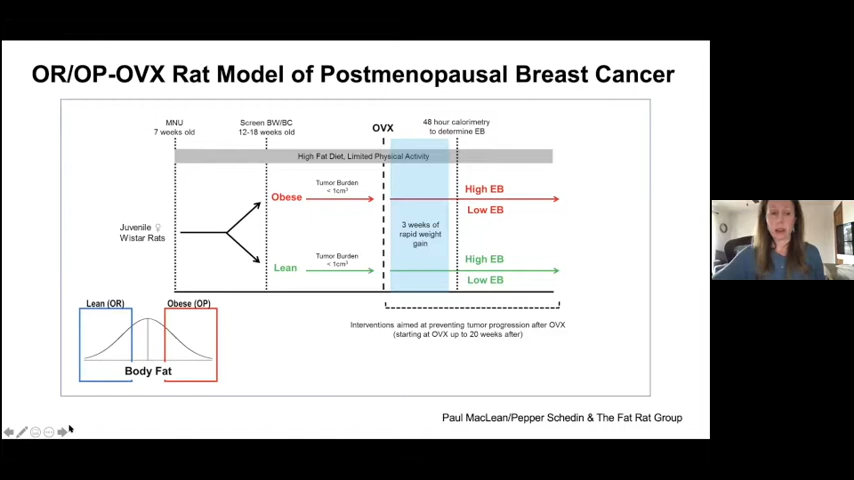 OR/OP-OVX Rat Model of Postmenopausal Breast Cancer
MNU
7 weeks old
Screen BW/BC
12-18 weeks old
OVX
48 hour calorimetry
to determine EB
High Fat Diet, Limited Physical Activity
Juvenile ♀
Wistar Rats
Obese
Tumor Burden
< 1cm³
High EB
Low EB
3 weeks of
rapid weight
gain
Lean
Tumor Burden
< 1cm³
High EB
Low EB
Lean (OR)
Obese (OP)
Body Fat
Interventions aimed at preventing tumor progression after OVX
(starting at OVX up to 20 weeks after)
Paul MacLean/Pepper Schedin & The Fat Rat Group